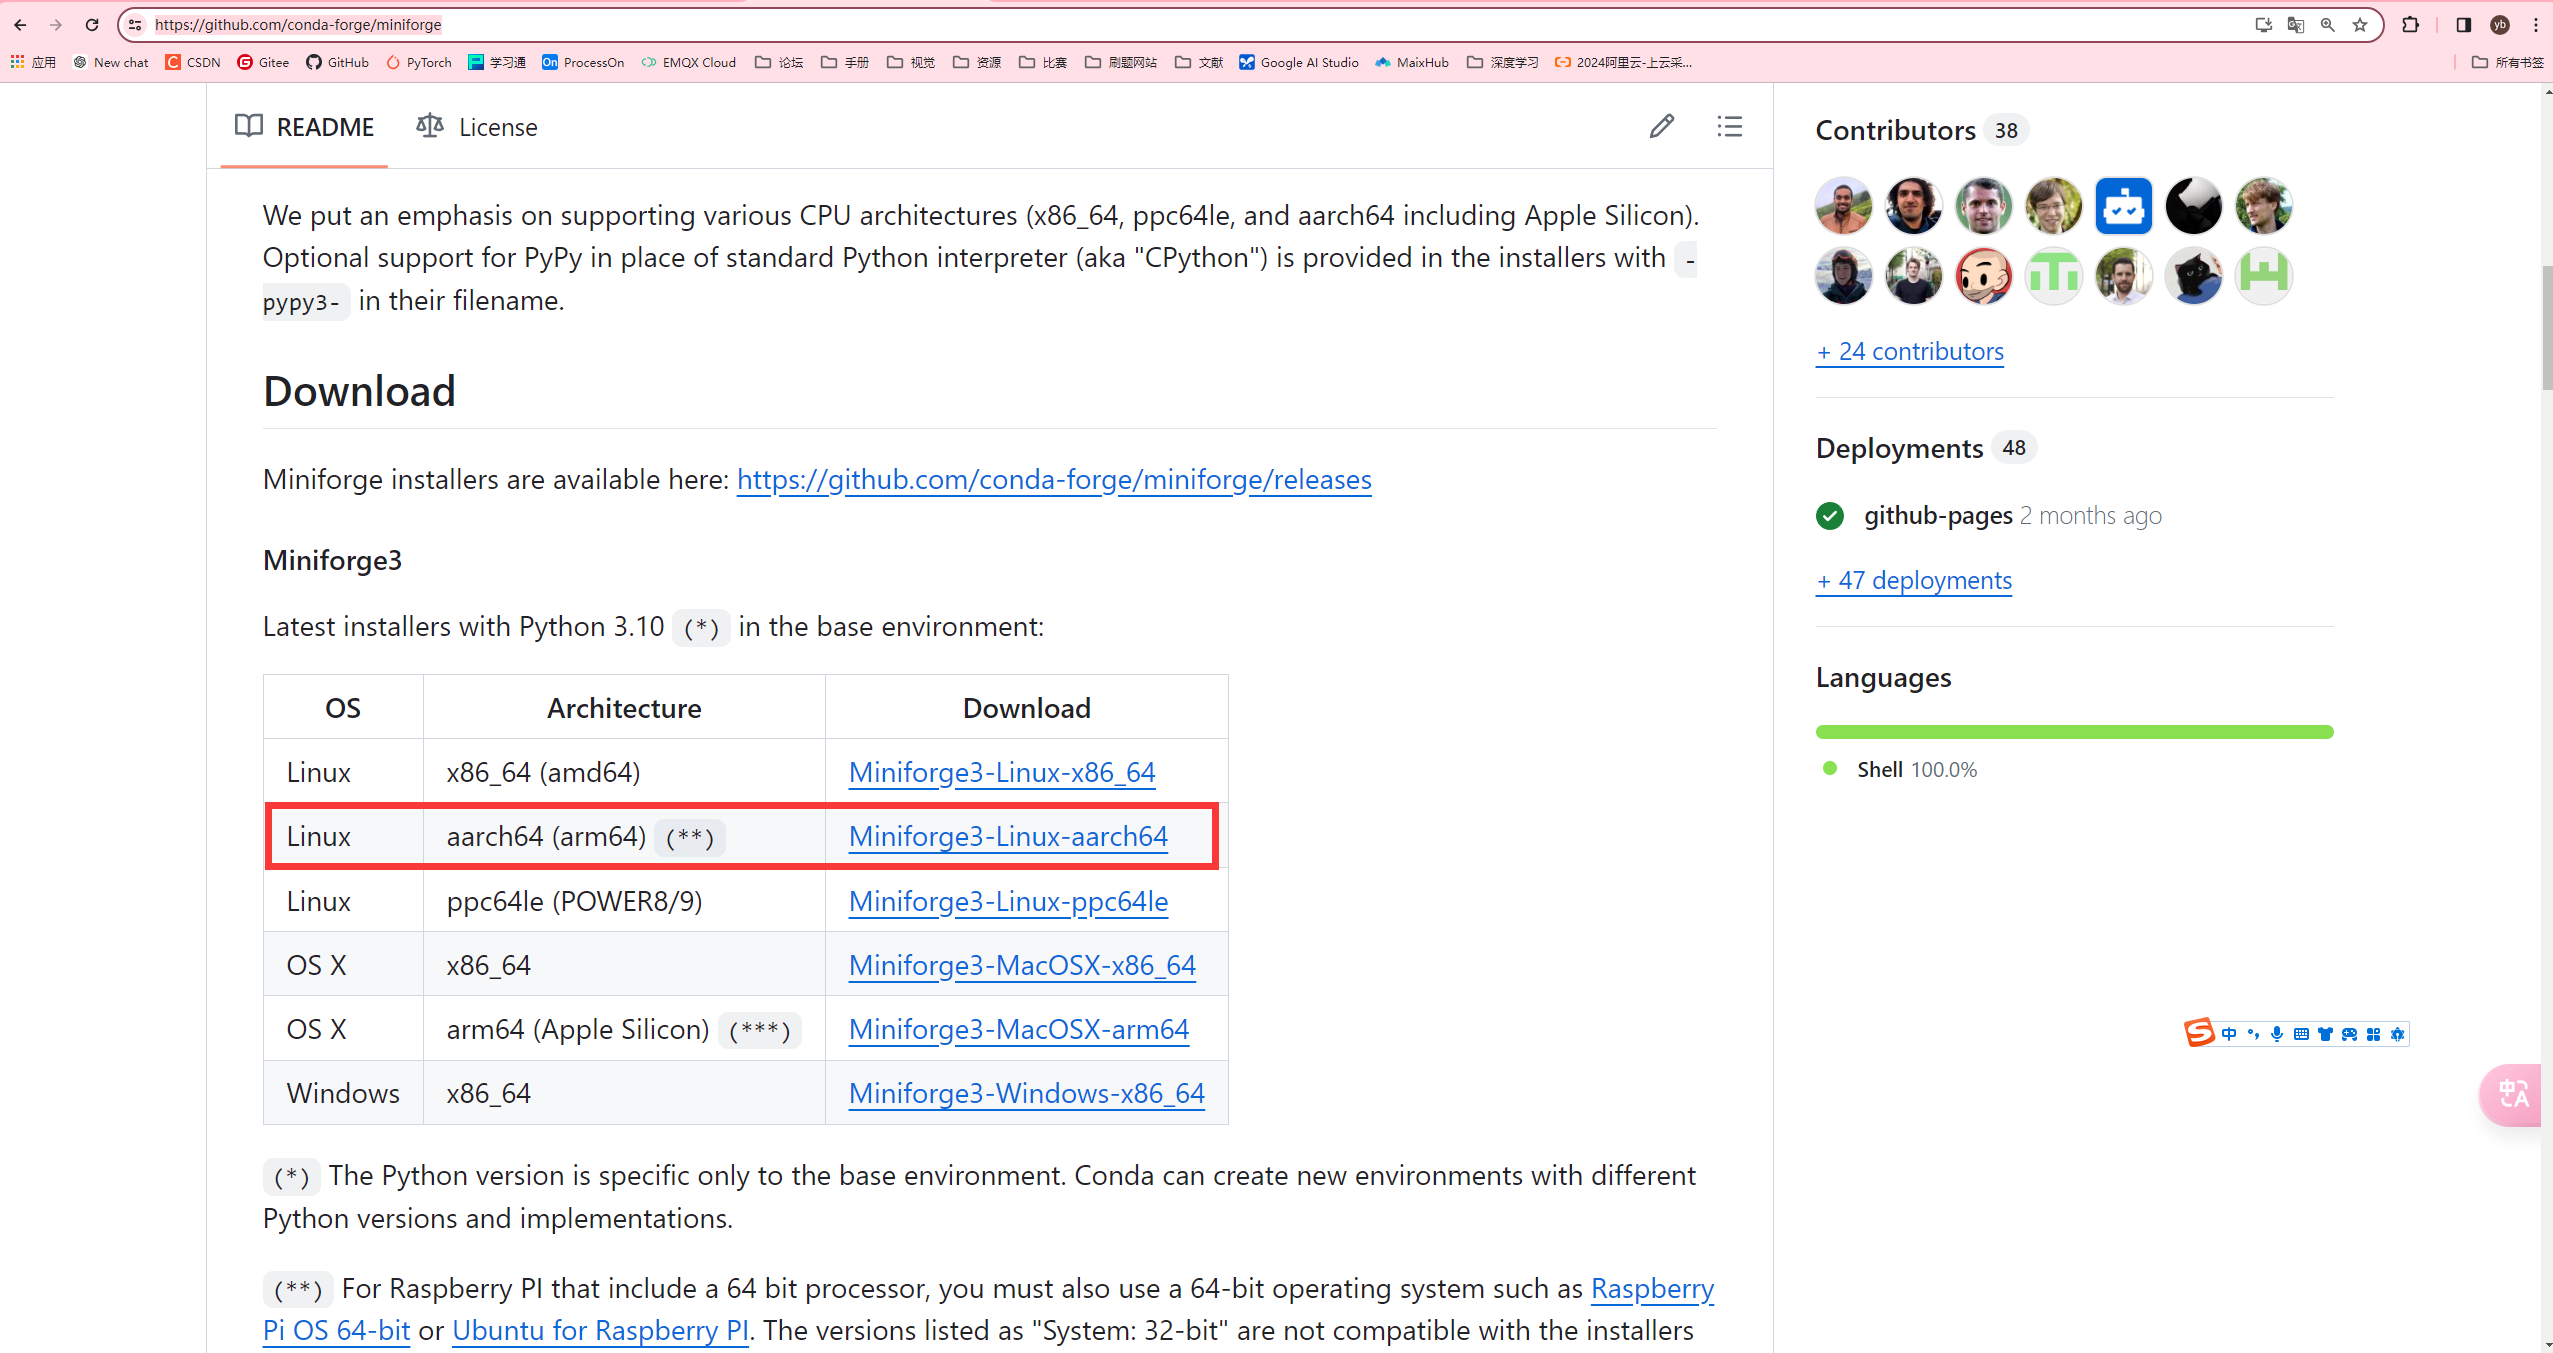 https://github.com/conda-forge/miniforge
yb
应用 New chat CSDN Gitee GitHub PyTorch 学习通 On ProcessOn EMQX Cloud 论坛 手册 视觉 资源 比赛 刷题网站 文献 Google AI Studio MaixHub 深度学习 2024阿里云-上云采... 所有书签
README License
We put an emphasis on supporting various CPU architectures (x86_64, ppc64le, and aarch64 including Apple Silicon).
Optional support for PyPy in place of standard Python interpreter (aka "CPython") is provided in the installers with -
pypy3- in their filename.
Download
Miniforge installers are available here: https://github.com/conda-forge/miniforge/releases
Miniforge3
Latest installers with Python 3.10 (*) in the base environment:
OS Architecture Download
Linux x86_64 (amd64) Miniforge3-Linux-x86_64
Linux aarch64 (arm64) (**) Miniforge3-Linux-aarch64
Linux ppc64le (POWER8/9) Miniforge3-Linux-ppc64le
OS X x86_64 Miniforge3-MacOSX-x86_64
OS X arm64 (Apple Silicon) (***) Miniforge3-MacOSX-arm64
Windows x86_64 Miniforge3-Windows-x86_64
(*) The Python version is specific only to the base environment. Conda can create new environments with different
Python versions and implementations.
(**) For Raspberry PI that include a 64 bit processor, you must also use a 64-bit operating system such as Raspberry
Pi OS 64-bit or Ubuntu for Raspberry PI. The versions listed as "System: 32-bit" are not compatible with the installers
Contributors 38
+ 24 contributors
Deployments 48
github-pages 2 months ago
+ 47 deployments
Languages
Shell 100.0%
S 中
中 A